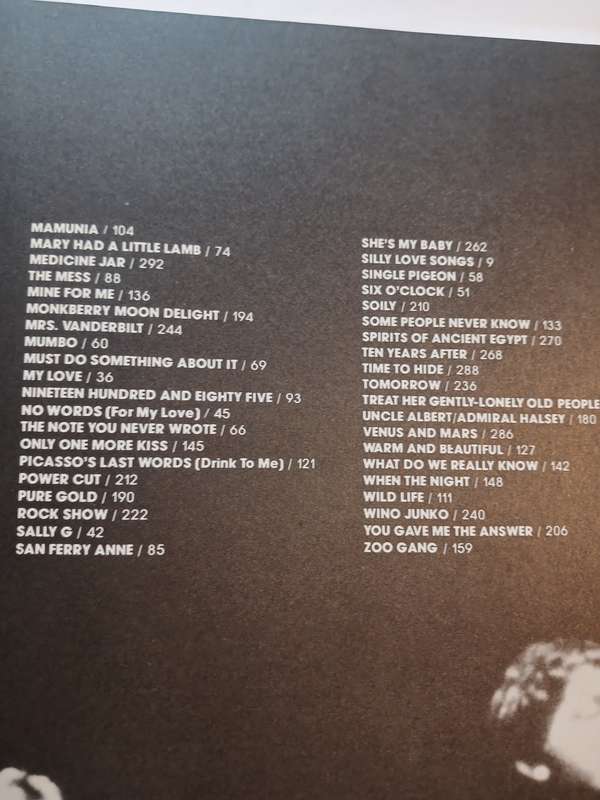 MAMUNIA / 104
MARY HAD A LITTLE LAMB / 74
MEDICINE JAR / 292
THE MESS / 88
MINE FOR ME / 136
MONKBERRY MOON DELIGHT / 194
MRS. VANDERBILT / 244
MUMBO / 60
MUST DO SOMETHING ABOUT IT / 69
MY LOVE / 36
NINETEEN HUNDRED AND EIGHTY FIVE / 93
NO WORDS (For My Love) / 45
THE NOTE YOU NEVER WROTE / 66
ONLY ONE MORE KISS / 145
PICASSO'S LAST WORDS (Drink To Me) / 121
POWER CUT / 212
PURE GOLD / 190
ROCK SHOW / 222
SALLY G / 42
SAN FERRY ANNE / 85
SHE'S MY BABY / 262
SILLY LOVE SONGS / 9
SINGLE PIGEON / 58
SIX O'CLOCK / 51
SOILY / 210
SOME PEOPLE NEVER KNOW / 133
SPIRITS OF ANCIENT EGYPT / 270
TEN YEARS AFTER / 268
TIME TO HIDE / 288
TOMORROW / 236
TREAT HER GENTLY-LONELY OLD PEOPLE
UNCLE ALBERT/ADMIRAL HALSEY / 180
VENUS AND MARS / 286
WARM AND BEAUTIFUL / 127
WHAT DO WE REALLY KNOW / 142
WHEN THE NIGHT / 148
WILD LIFE / 111
WINO JUNKO / 240
YOU GAVE ME THE ANSWER / 206
ZOO GANG / 159